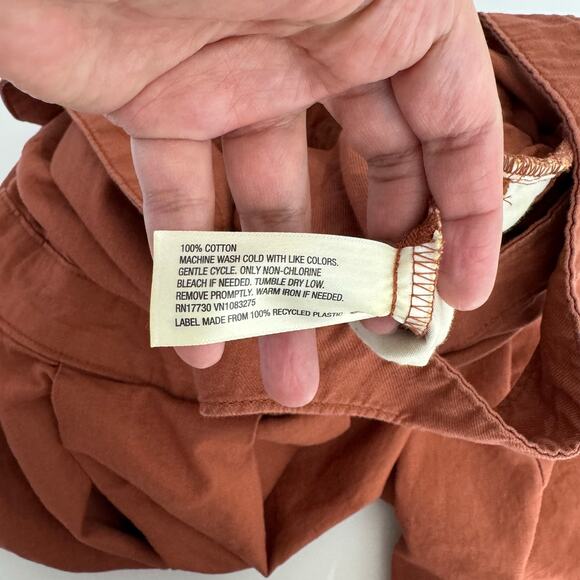 100% COTTON
MACHINE WASH COLD WITH LIKE COLORS.
GENTLE CYCLE. ONLY NON-CHLORINE
BLEACH IF NEEDED. TUMBLE DRY LOW.
REMOVE PROMPTLY. WARM IRON IF NEEDED.
RN17730 VN1083275
LABEL MADE FROM 100% RECYCLED PLASTIC